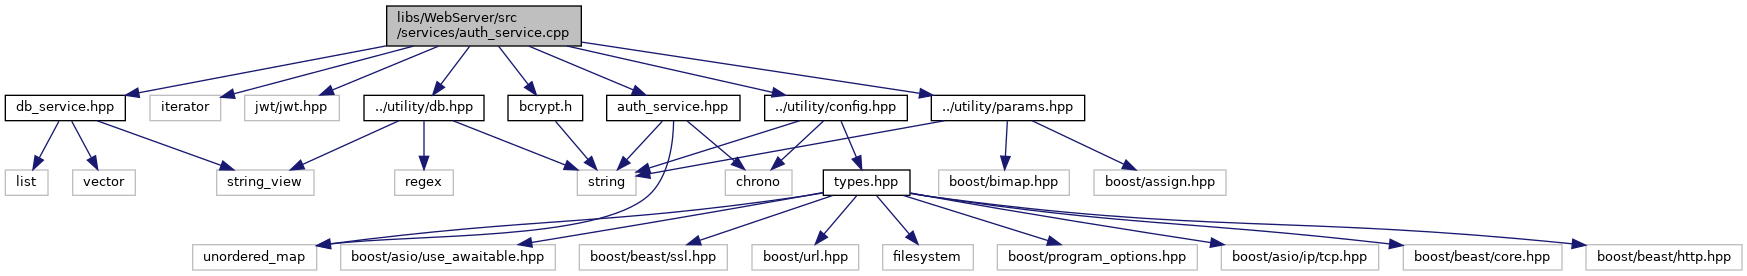 libs/WebServer/src
/services/auth_service.cpp
db_service.hpp
iterator
jwt/jwt.hpp
../utility/db.hpp
bcrypt.h
auth_service.hpp
../utility/config.hpp
../utility/params.hpp
list
vector
string_view
regex
string
chrono
types.hpp
boost/bimap.hpp
boost/assign.hpp
unordered_map
boost/asio/use_awaitable.hpp
boost/beast/ssl.hpp
boost/url.hpp
filesystem
boost/program_options.hpp
boost/asio/ip/tcp.hpp
boost/beast/core.hpp
boost/beast/http.hpp